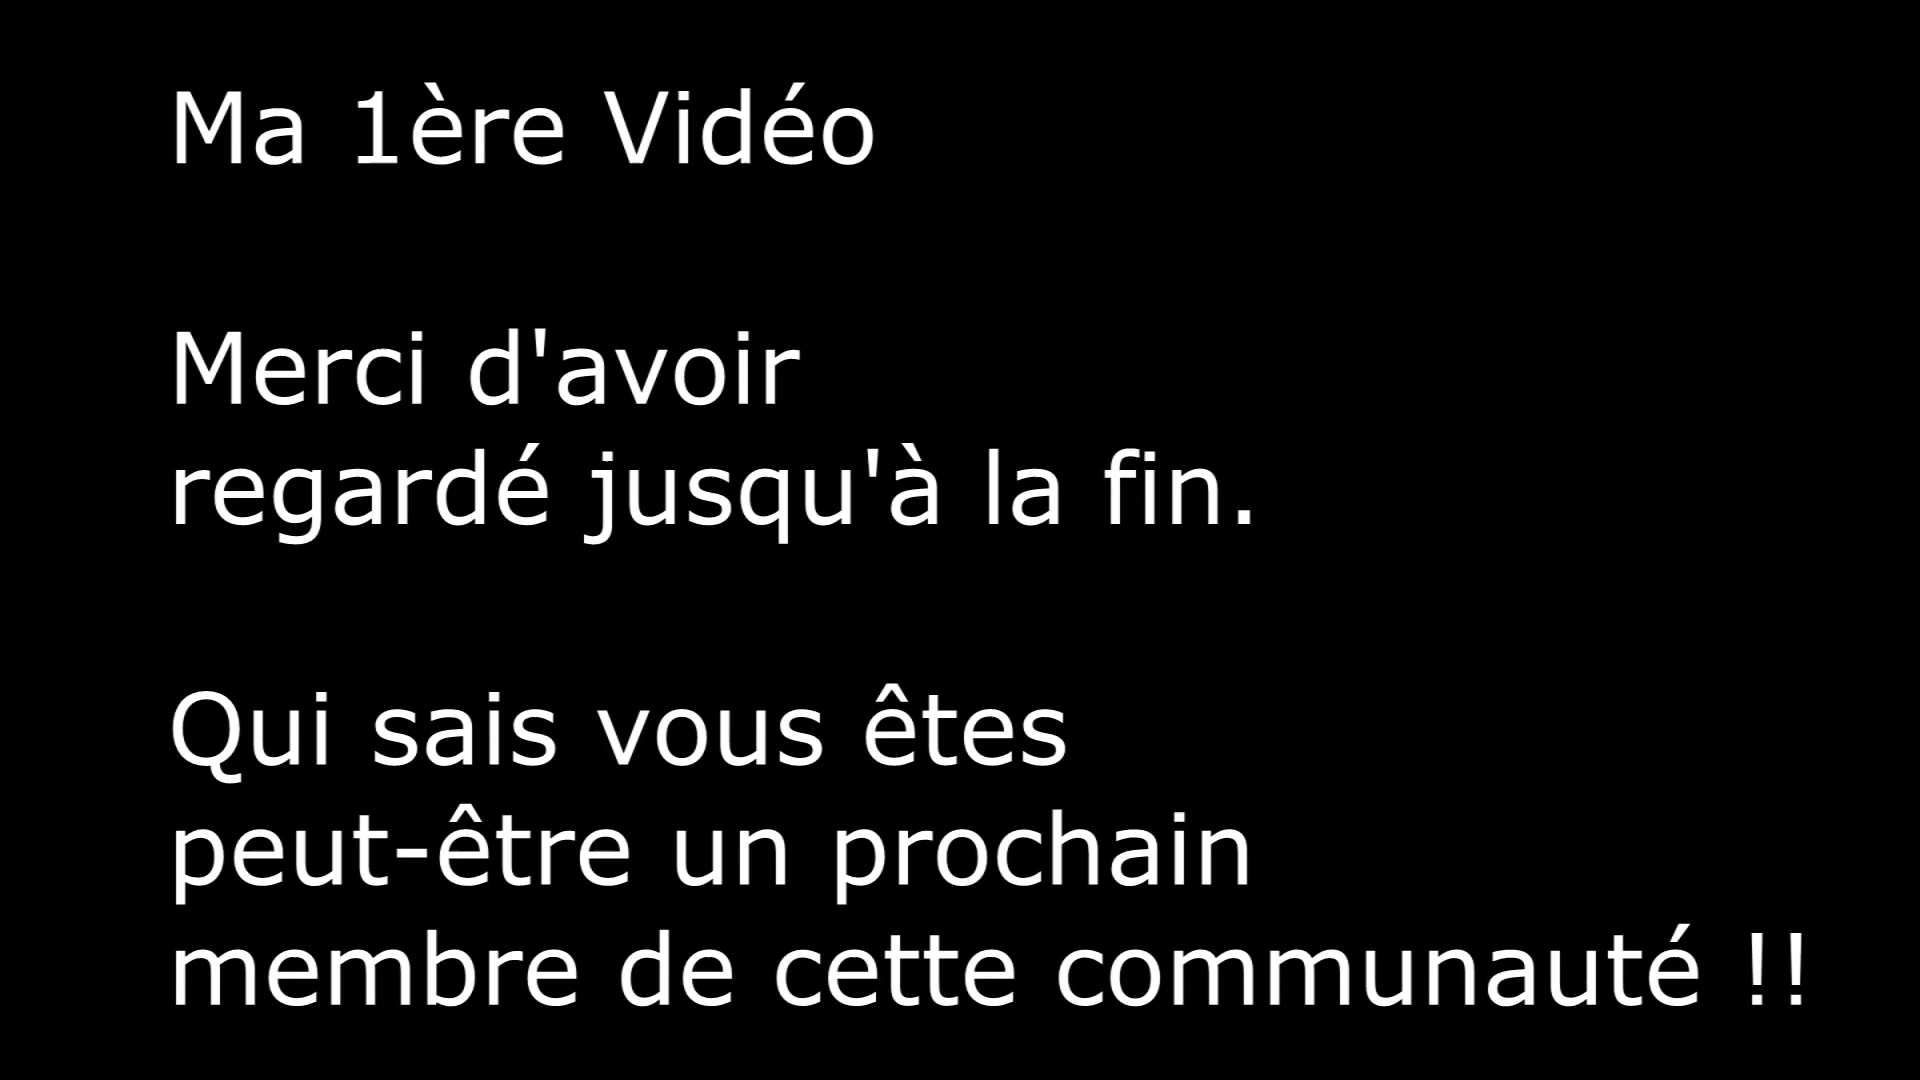 Ma 1ère Vidéo
Merci d'avoir
regardé jusqu'à la fin.
Qui sais vous êtes
peut-être un prochain
membre de cette communauté !!